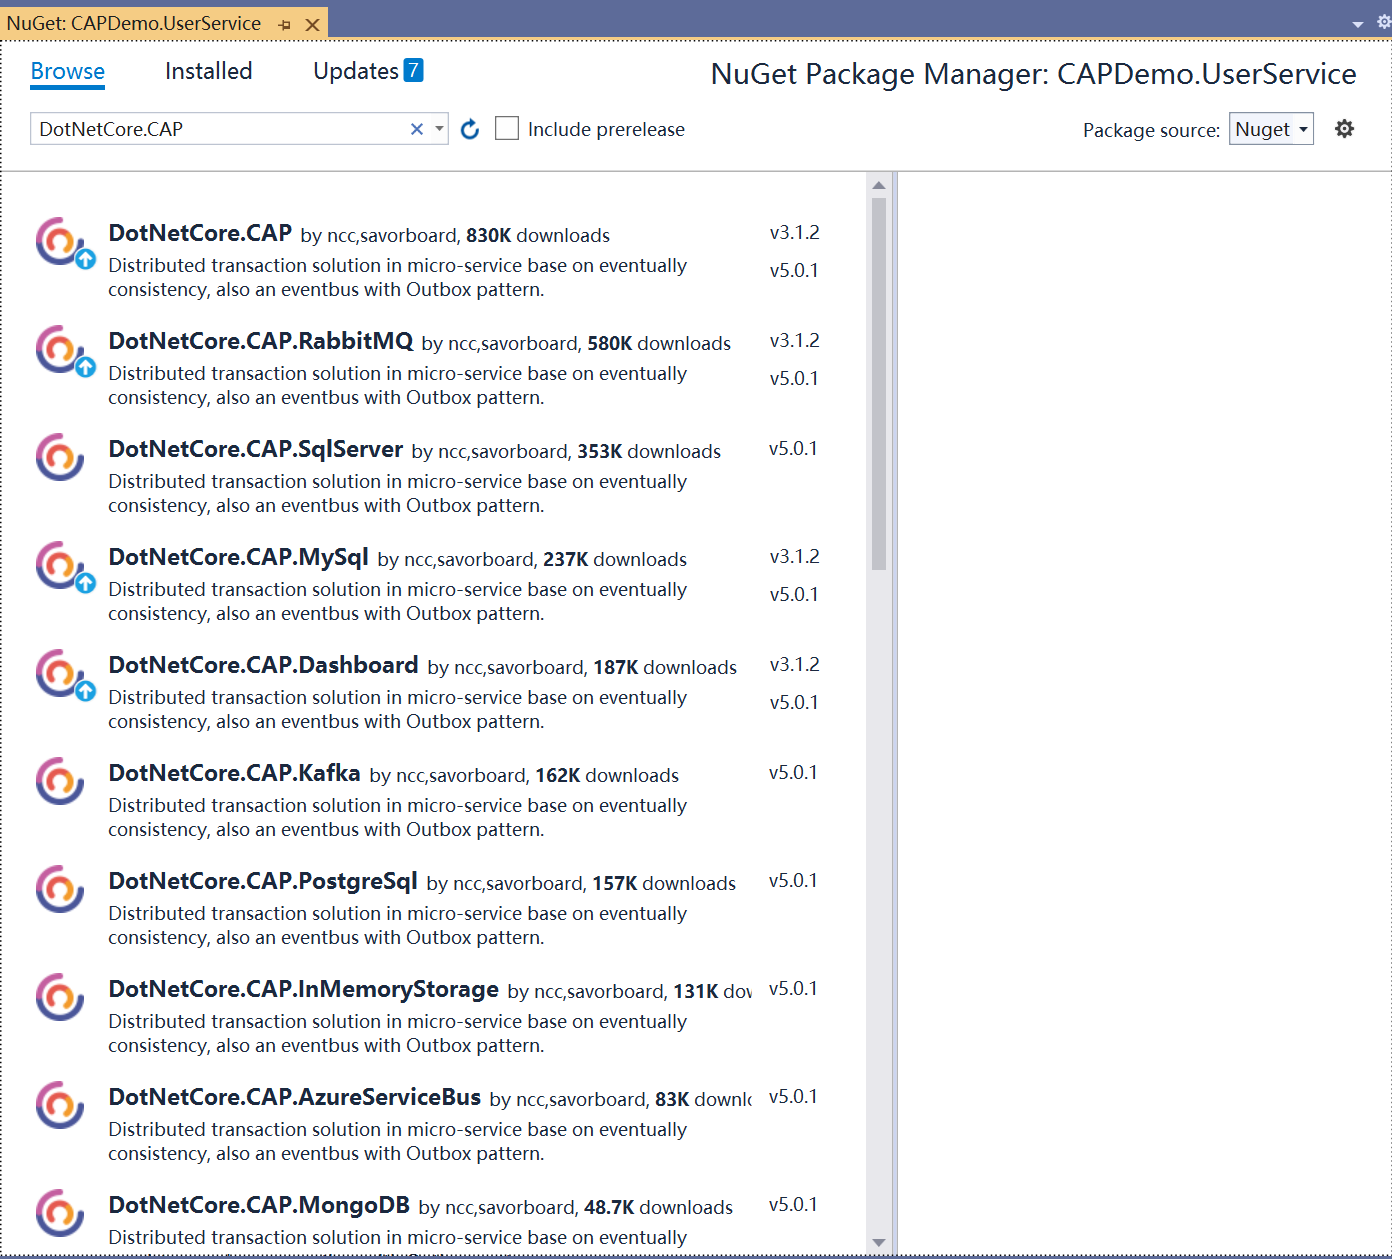 NuGet: CAPDemo.UserService
Browse Installed Updates 7 NuGet Package Manager: CAPDemo.UserService
DotNetCore.CAP Include prerelease Package source: Nuget
DotNetCore.CAP by ncc,savorboard, 830K downloads v3.1.2
Distributed transaction solution in micro-service base on eventually v5.0.1
consistency, also an eventbus with Outbox pattern.
DotNetCore.CAP.RabbitMQ by ncc,savorboard, 580K downloads v3.1.2
Distributed transaction solution in micro-service base on eventually v5.0.1
consistency, also an eventbus with Outbox pattern.
DotNetCore.CAP.SqlServer by ncc,savorboard, 353K downloads v5.0.1
Distributed transaction solution in micro-service base on eventually
consistency, also an eventbus with Outbox pattern.
DotNetCore.CAP.MySql by ncc,savorboard, 237K downloads v3.1.2
Distributed transaction solution in micro-service base on eventually v5.0.1
consistency, also an eventbus with Outbox pattern.
DotNetCore.CAP.Dashboard by ncc,savorboard, 187K downloads v3.1.2
Distributed transaction solution in micro-service base on eventually v5.0.1
consistency, also an eventbus with Outbox pattern.
DotNetCore.CAP.Kafka by ncc,savorboard, 162K downloads v5.0.1
Distributed transaction solution in micro-service base on eventually
consistency, also an eventbus with Outbox pattern.
DotNetCore.CAP.PostgreSql by ncc,savorboard, 157K downloads v5.0.1
Distributed transaction solution in micro-service base on eventually
consistency, also an eventbus with Outbox pattern.
DotNetCore.CAP.InMemoryStorage by ncc,savorboard, 131K dov v5.0.1
Distributed transaction solution in micro-service base on eventually
consistency, also an eventbus with Outbox pattern.
DotNetCore.CAP.AzureServiceBus by ncc,savorboard, 83K downl v5.0.1
Distributed transaction solution in micro-service base on eventually
consistency, also an eventbus with Outbox pattern.
DotNetCore.CAP.MongoDB by ncc,savorboard, 48.7K downloads v5.0.1
Distributed transaction solution in micro-service base on eventually